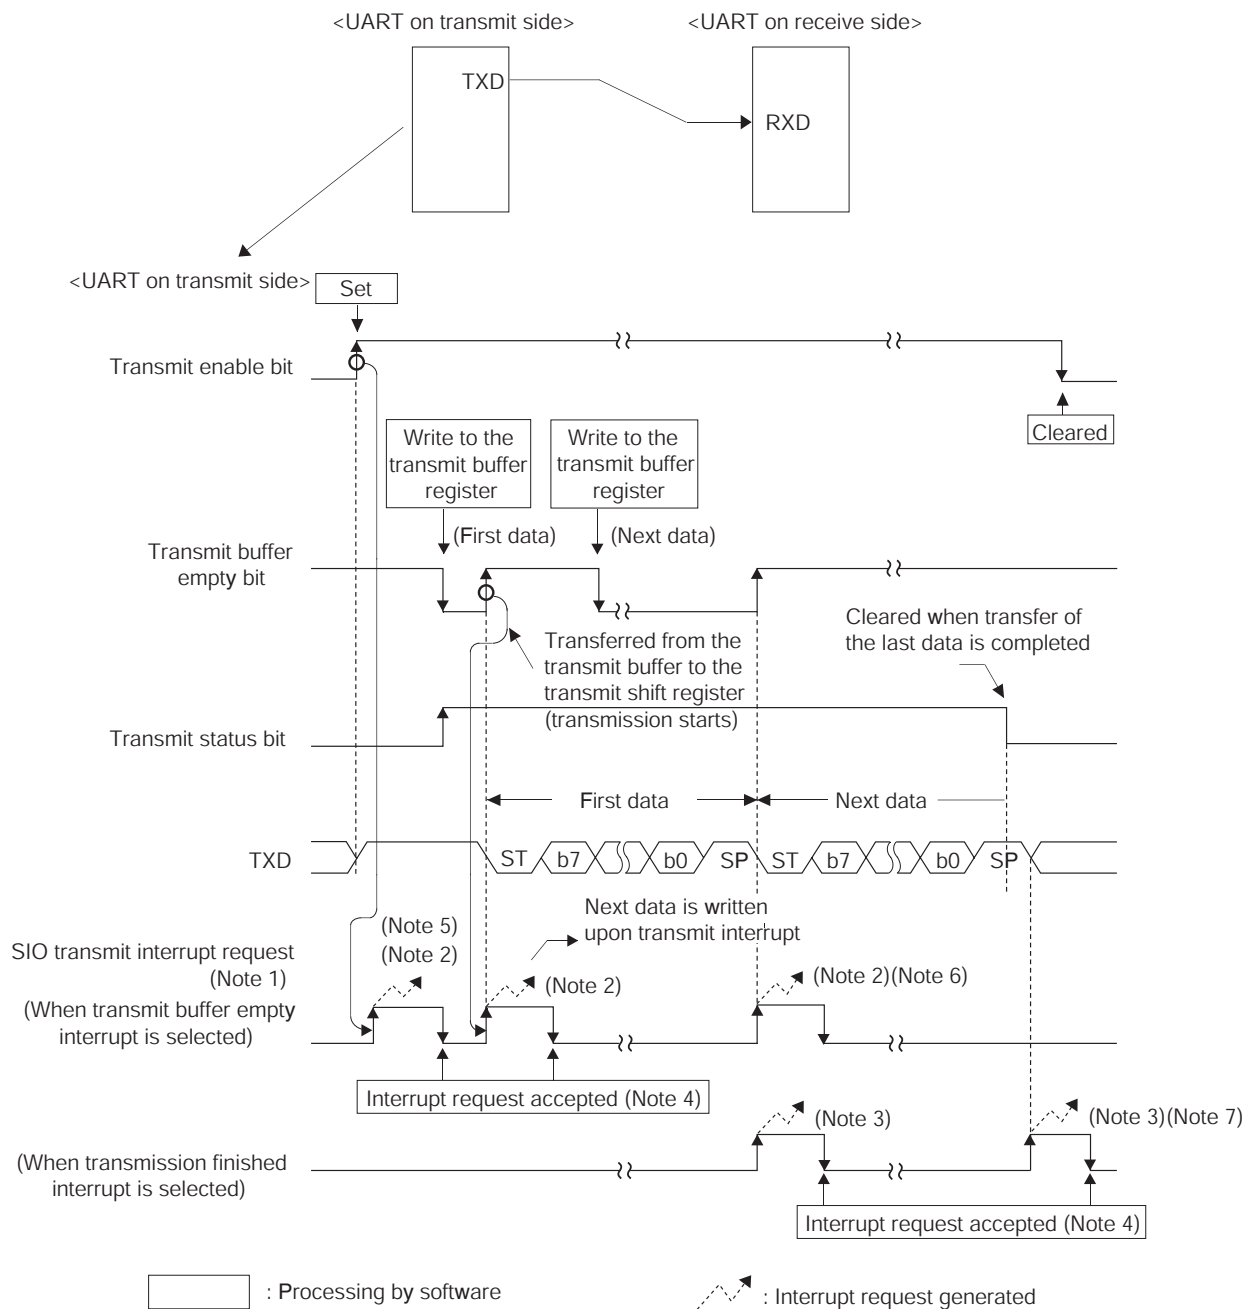 <UART on transmit side>
<UART on receive side>
TXD
RXD
<UART on transmit side>
Set
Transmit enable bit
Cleared
Write to the
transmit buffer
register
Write to the
transmit buffer
register
(First data)
(Next data)
Transmit buffer
empty bit
Cleared when transfer of
the last data is completed
Transferred from the
transmit buffer to the
transmit shift register
(transmission starts)
Transmit status bit
First data
Next data
TXD
ST
b7
b0
SP
ST
b7
b0
SP
Next data is written
upon transmit interrupt
(Note 5)
(Note 2)
SIO transmit interrupt request
(Note 1)
(When transmit buffer empty
interrupt is selected)
(Note 2)
(Note 2)(Note 6)
Interrupt request accepted (Note 4)
(Note 3)
(Note 3)(Note 7)
(When transmission finished
interrupt is selected)
Interrupt request accepted (Note 4)
: Processing by software
: Interrupt request generated